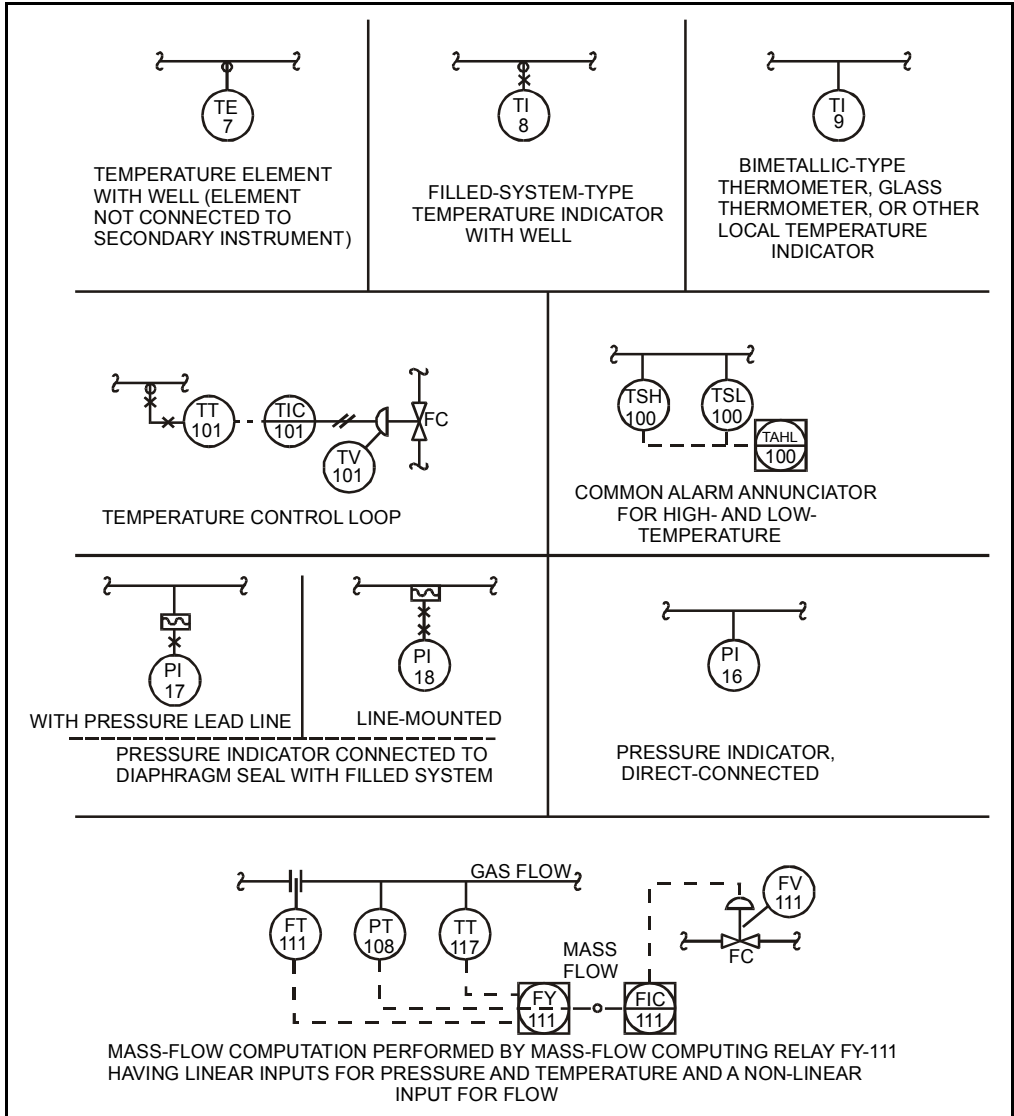 TE
7
TEMPERATURE ELEMENT
WITH WELL (ELEMENT
NOT CONNECTED TO
SECONDARY INSTRUMENT)
TI
8
FILLED-SYSTEM-TYPE
TEMPERATURE INDICATOR
WITH WELL
TI
9
BIMETALLIC-TYPE
THERMOMETER, GLASS
THERMOMETER, OR OTHER
LOCAL TEMPERATURE
INDICATOR
TT
101
TIC
101
TV
101
FC
TEMPERATURE CONTROL LOOP
TSH
100
TSL
100
TAHL
100
COMMON ALARM ANNUNCIATOR
FOR HIGH- AND LOW-
TEMPERATURE
PI
17
WITH PRESSURE LEAD LINE
PI
18
LINE-MOUNTED
PRESSURE INDICATOR CONNECTED TO
DIAPHRAGM SEAL WITH FILLED SYSTEM
PI
16
PRESSURE INDICATOR,
DIRECT-CONNECTED
GAS FLOW
FT
111
PT
108
TT
117
MASS
FLOW
FY
111
FIC
111
FV
111
FC
MASS-FLOW COMPUTATION PERFORMED BY MASS-FLOW COMPUTING RELAY FY-111
HAVING LINEAR INPUTS FOR PRESSURE AND TEMPERATURE AND A NON-LINEAR
INPUT FOR FLOW